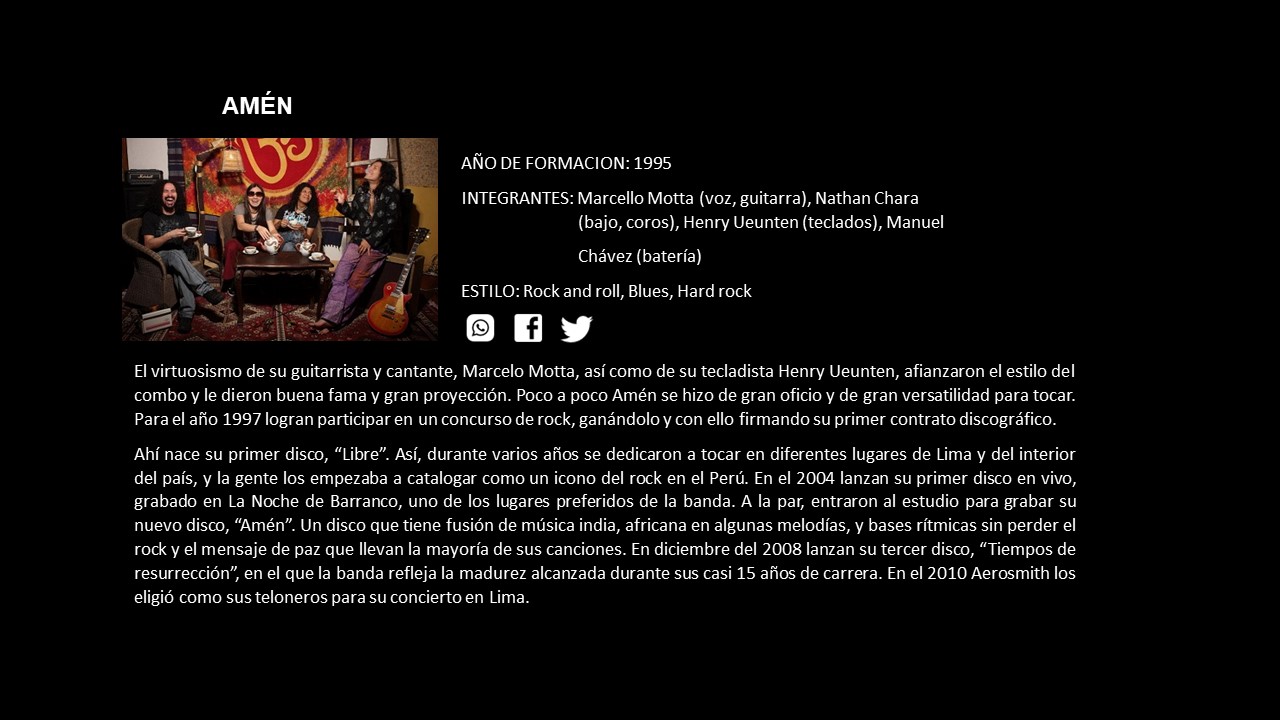 AMÉN
AÑO DE FORMACION: 1995
INTEGRANTES: Marcello Motta (voz, guitarra), Nathan Chara
(bajo, coros), Henry Ueunten (teclados), Manuel
Chávez (batería)
ESTILO: Rock and roll, Blues, Hard rock
El virtuosismo de su guitarrista y cantante, Marcelo Motta, así como de su tecladista Henry Ueunten, afianzaron el estilo del
combo y le dieron buena fama y gran proyección. Poco a poco Amén se hizo de gran oficio y de gran versatilidad para tocar.
Para el año 1997 logran participar en un concurso de rock, ganándolo y con ello firmando su primer contrato discográfico.
Ahí nace su primer disco, “Libre”. Así, durante varios años se dedicaron a tocar en diferentes lugares de Lima y del interior
del país, y la gente los empezaba a catalogar como un icono del rock en el Perú. En el 2004 lanzan su primer disco en vivo,
grabado en La Noche de Barranco, uno de los lugares preferidos de la banda. A la par, entraron al estudio para grabar su
nuevo disco, “Amén”. Un disco que tiene fusión de música india, africana en algunas melodías, y bases rítmicas sin perder el
rock y el mensaje de paz que llevan la mayoría de sus canciones. En diciembre del 2008 lanzan su tercer disco, “Tiempos de
resurrección”, en el que la banda refleja la madurez alcanzada durante sus casi 15 años de carrera. En el 2010 Aerosmith los
eligió como sus teloneros para su concierto en Lima.